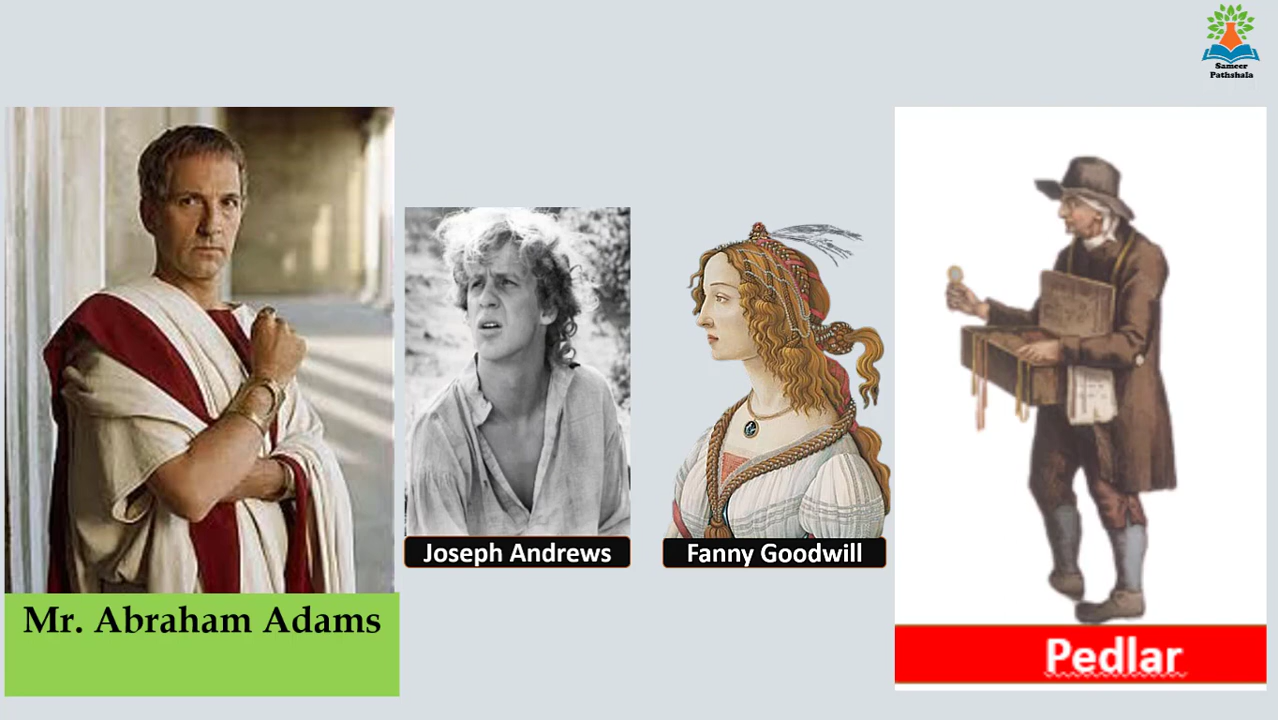 Sameer
Pathshala
Joseph Andrews
Fanny Goodwill
Mr. Abraham Adams
Pedlar